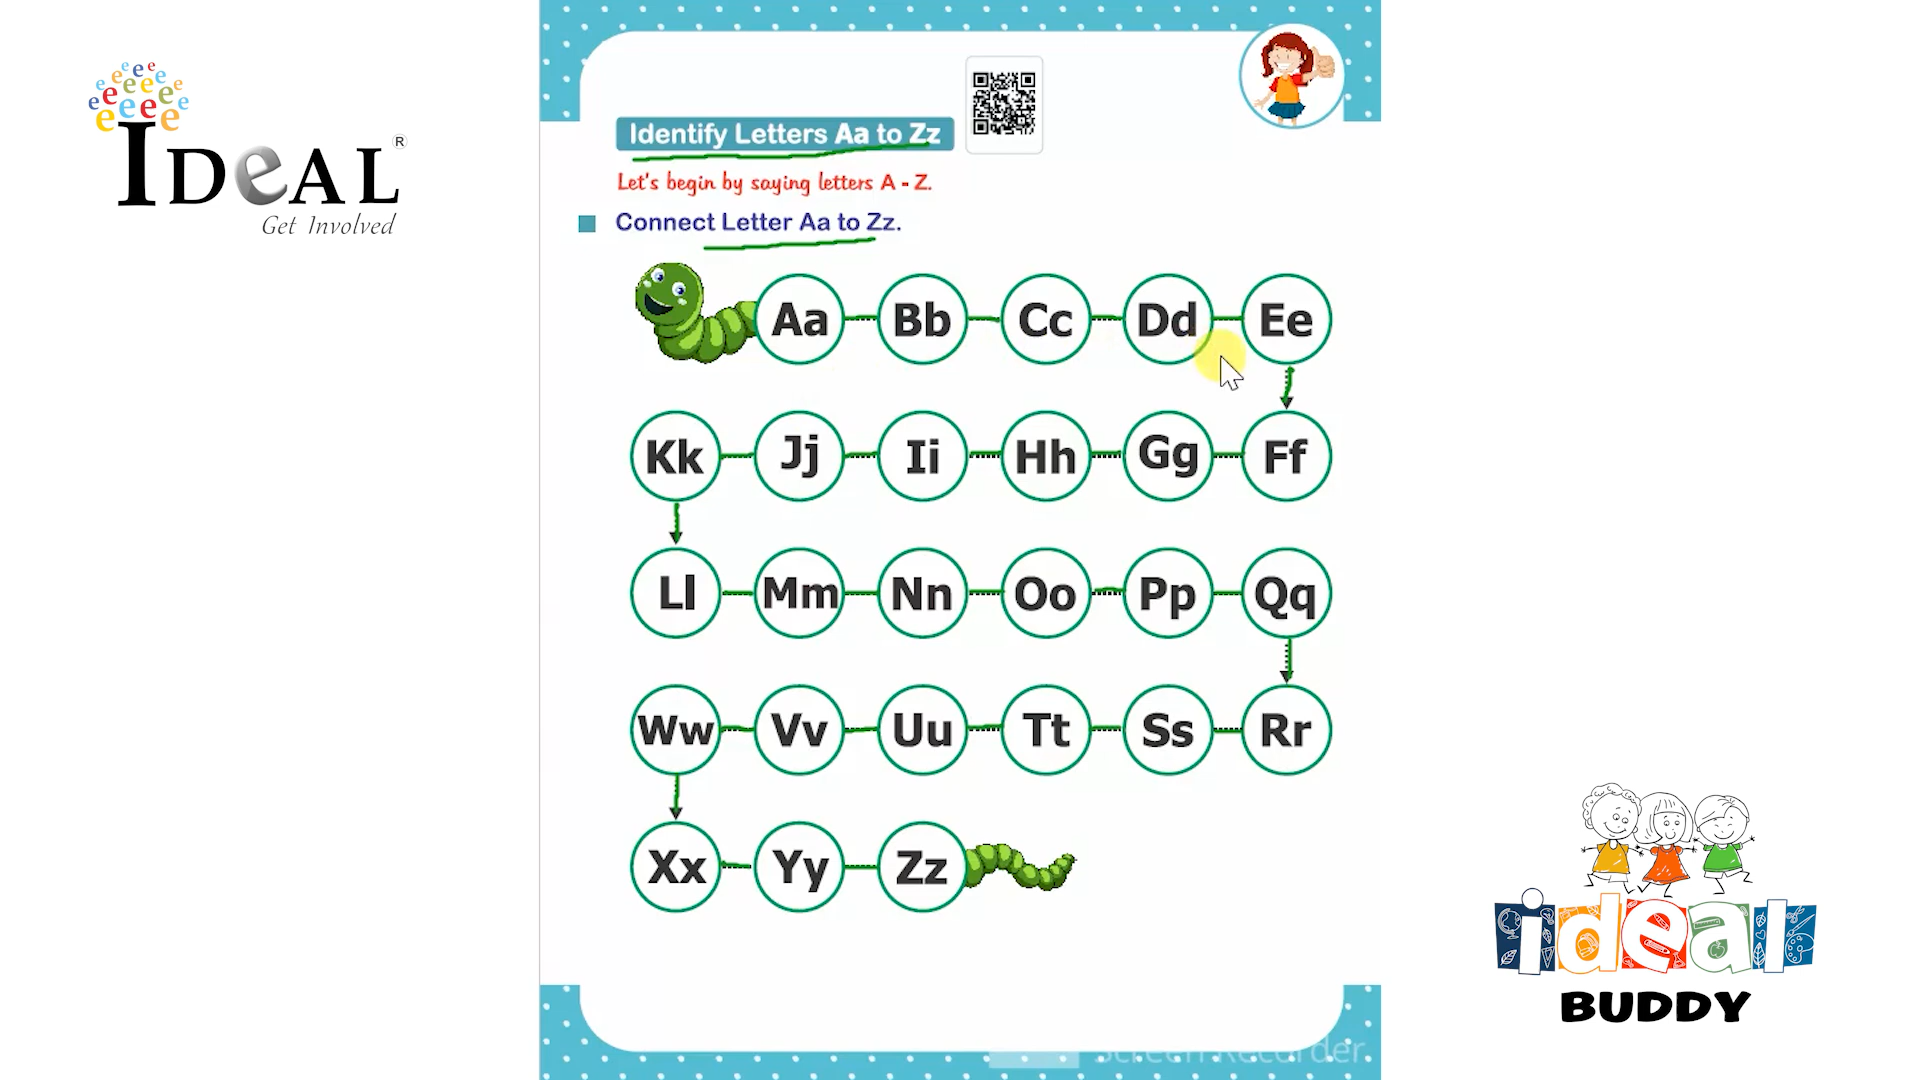 e e e e e e e e e e e e e e e e e
IDeAL ®
Get Involved
Identify Letters Aa to Zz
Let's begin by saying letters A - Z.
Connect Letter Aa to Zz.
Aa Bb Cc Dd Ee
Kk Jj Ii Hh Gg Ff
Ll Mm Nn Oo Pp Qq
Ww Vv Uu Tt Ss Rr
Xx Yy Zz
ideal
BUDDY
Screen Recorder